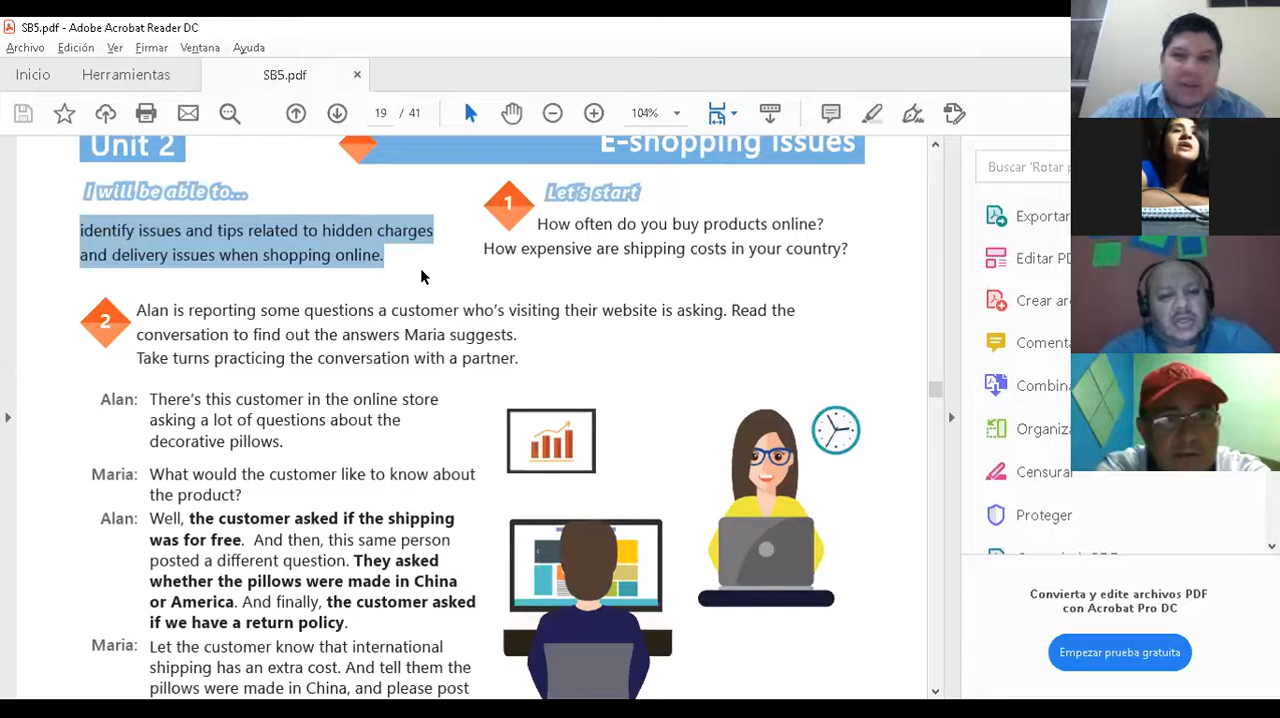 SB5.pdf - Adobe Acrobat Reader DC
Archivo Edición Ver Firmar Ventana Ayuda
Inicio Herramientas SB5.pdf ×
19 / 41 104%
Unit 2 E-shopping Issues
I will be able to...
identify issues and tips related to hidden charges
and delivery issues when shopping online.
1 Let's start
How often do you buy products online?
How expensive are shipping costs in your country?
2 Alan is reporting some questions a customer who's visiting their website is asking. Read the
conversation to find out the answers Maria suggests.
Take turns practicing the conversation with a partner.
Alan: There's this customer in the online store
asking a lot of questions about the
decorative pillows.
Maria: What would the customer like to know about
the product?
Alan: Well, the customer asked if the shipping
was for free. And then, this same person
posted a different question. They asked
whether the pillows were made in China
or America. And finally, the customer asked
if we have a return policy.
Maria: Let the customer know that international
shipping has an extra cost. And tell them the
pillows were made in China, and please post
Buscar 'Rotar p
Exportar
Editar PD
Crear ar
Comenta
Combina
Organiza
Censurar
Proteger
Convierta y edite archivos PDF
con Acrobat Pro DC
Empezar prueba gratuita